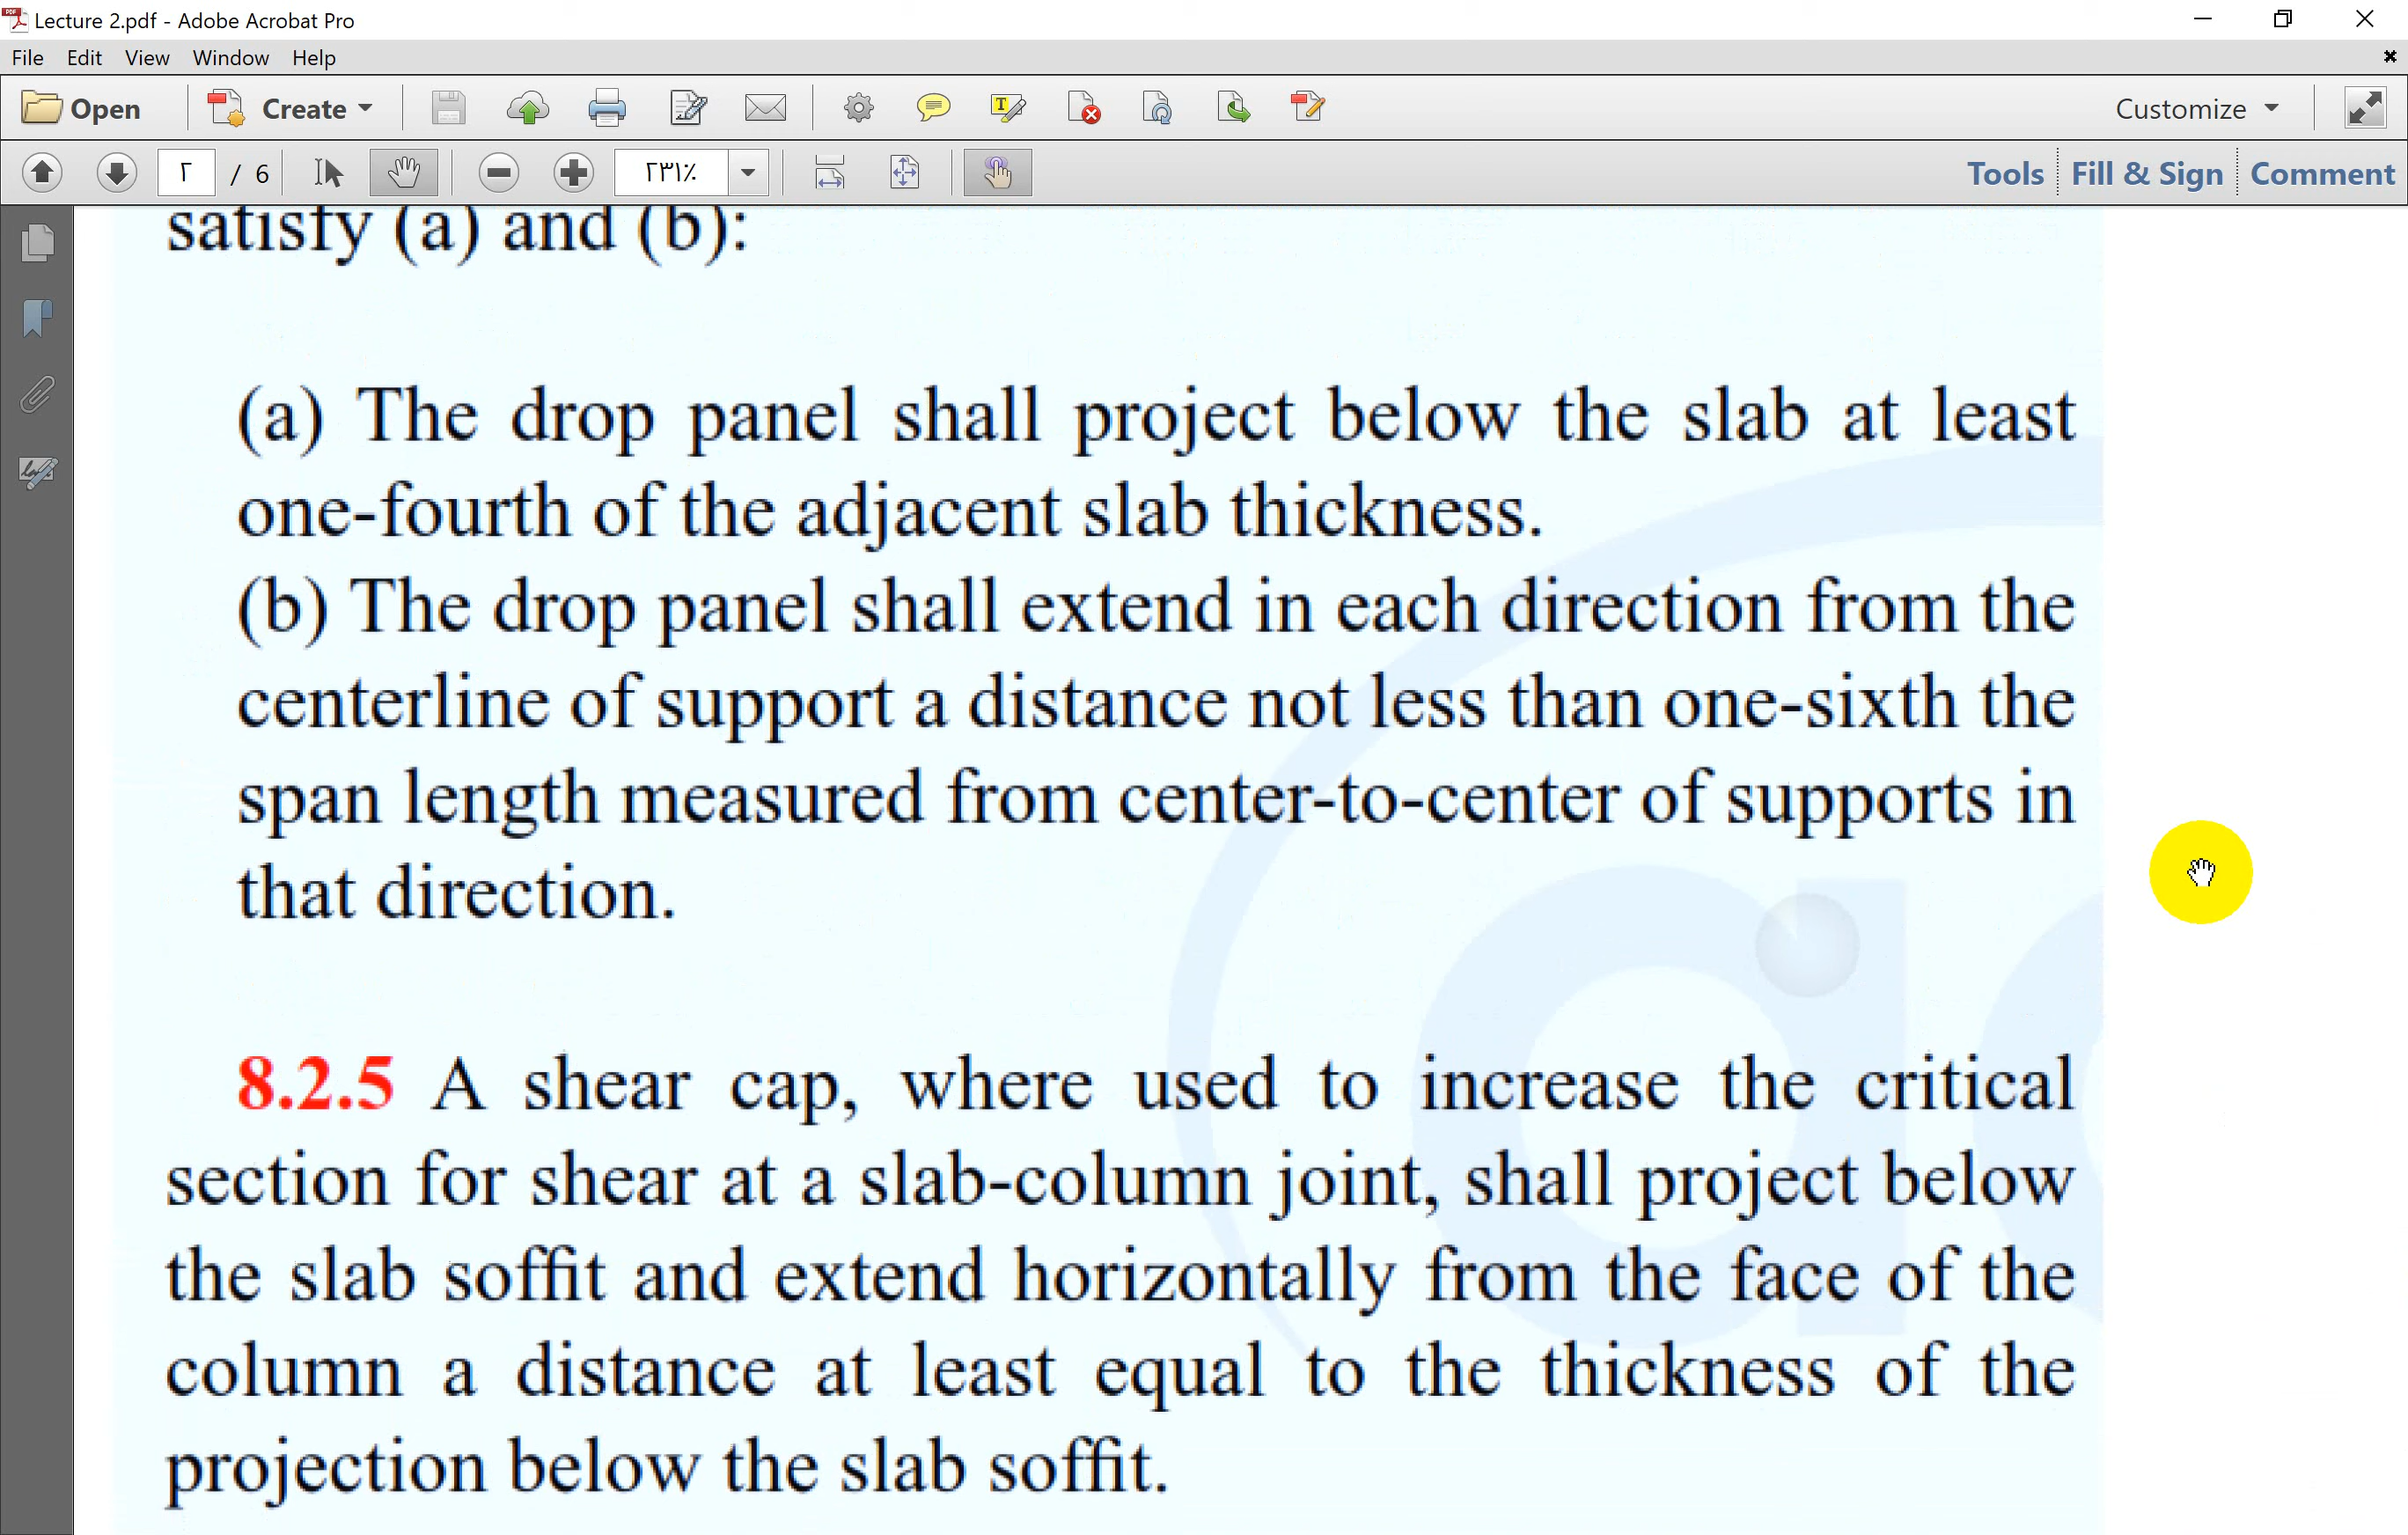 Lecture 2.pdf - Adobe Acrobat Pro
File Edit View Window Help
Open Create Customize
٢ / 6 ٢٣١٪ Tools Fill & Sign Comment
satisfy (a) and (b):
(a) The drop panel shall project below the slab at least
one-fourth of the adjacent slab thickness.
(b) The drop panel shall extend in each direction from the
centerline of support a distance not less than one-sixth the
span length measured from center-to-center of supports in
that direction.
8.2.5 A shear cap, where used to increase the critical
section for shear at a slab-column joint, shall project below
the slab soffit and extend horizontally from the face of the
column a distance at least equal to the thickness of the
projection below the slab soffit.